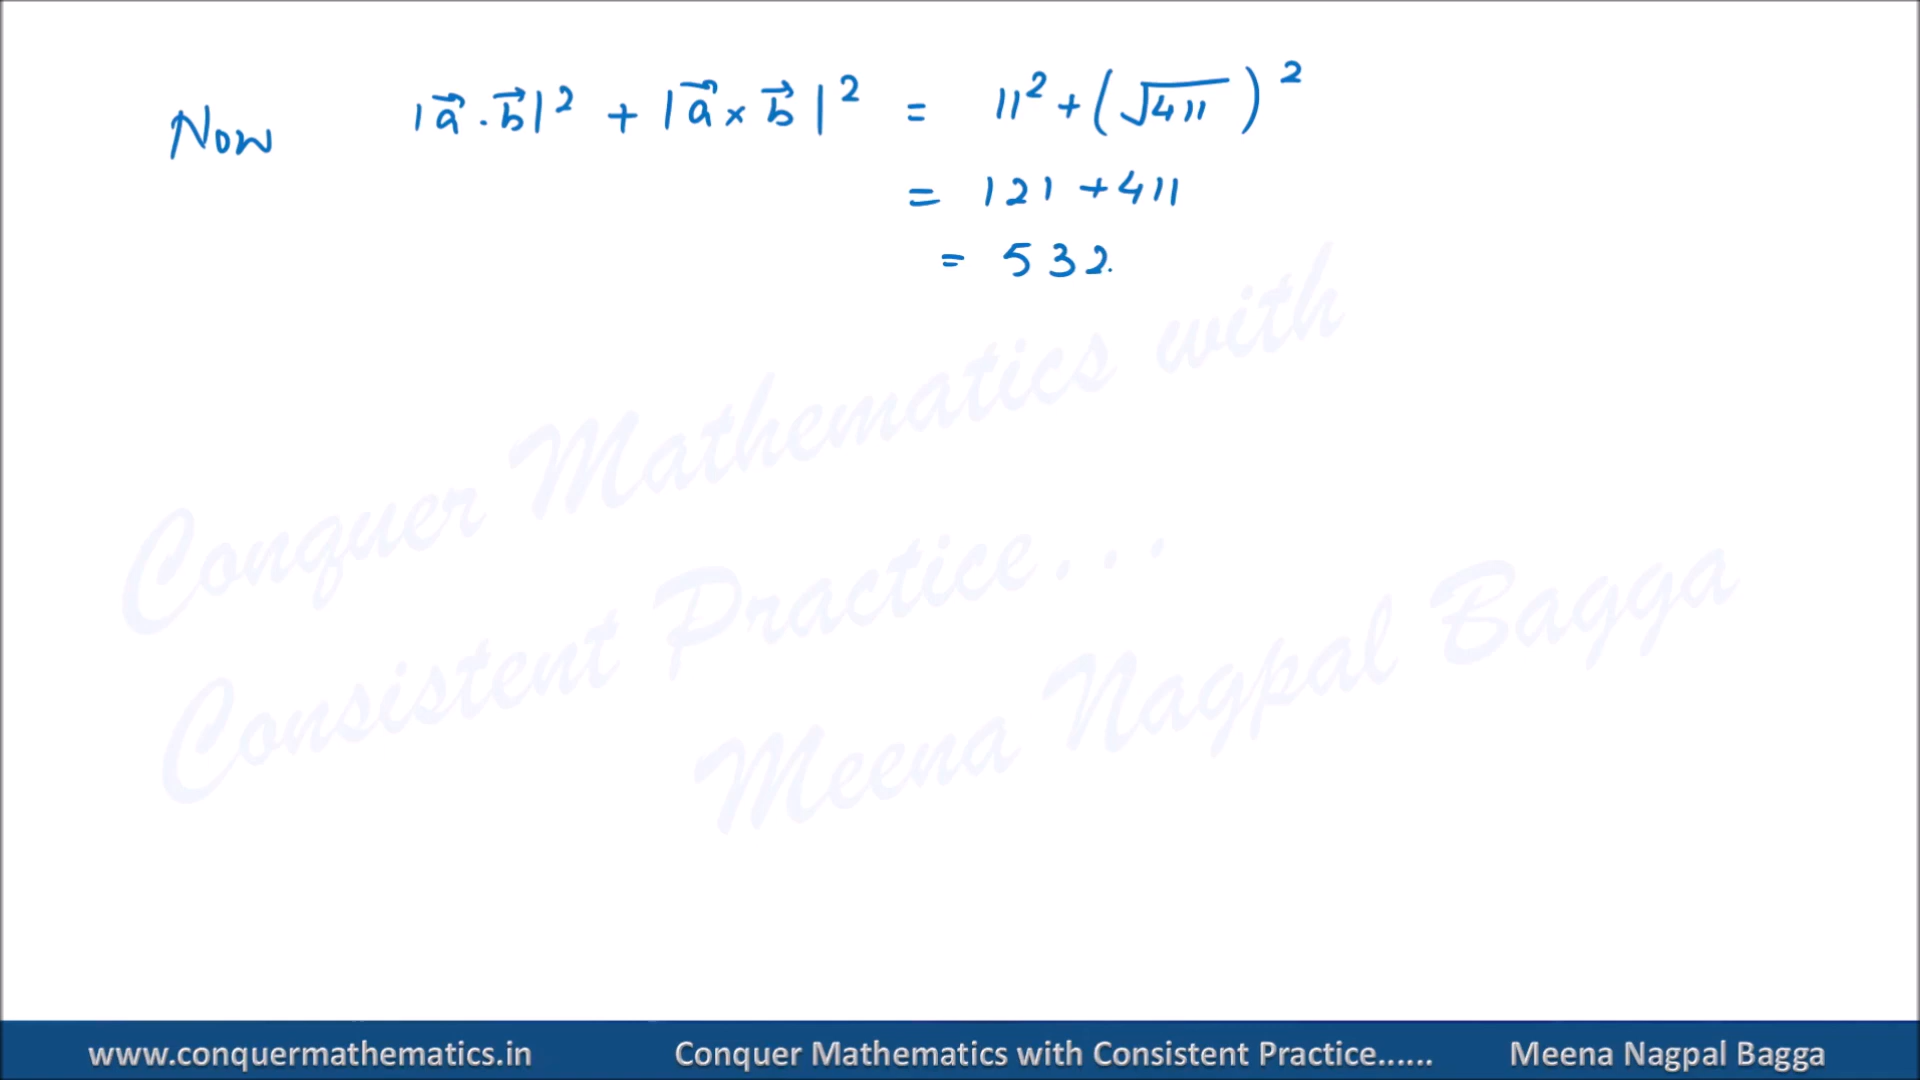 Now |a⃗ . b⃗|² + |a⃗ × b⃗|² = 11² + (√411)²
= 121 + 411
= 532.
Conquer Mathematics with
Consistent Practice...
Meena Nagpal Bagga
www.conquermathematics.in Conquer Mathematics with Consistent Practice...... Meena Nagpal Bagga